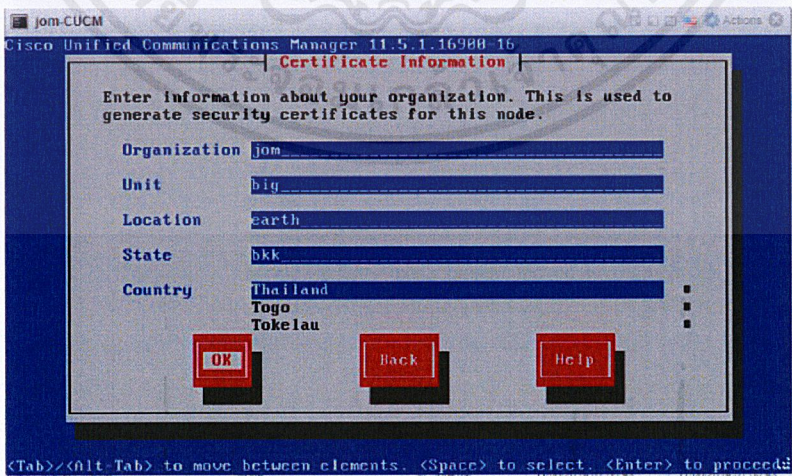 jom-CUCM
Actions
Cisco Unified Communications Manager 11.5.1.16900-16
Certificate Information
Enter information about your organization. This is used to
generate security certificates for this node.
Organization jom
Unit big
Location earth
State bkk
Country Thailand
Togo
Tokelau
OK Back Help
<Tab>/<Alt-Tab> to move between elements. <Space> to select. <Enter> to proceed